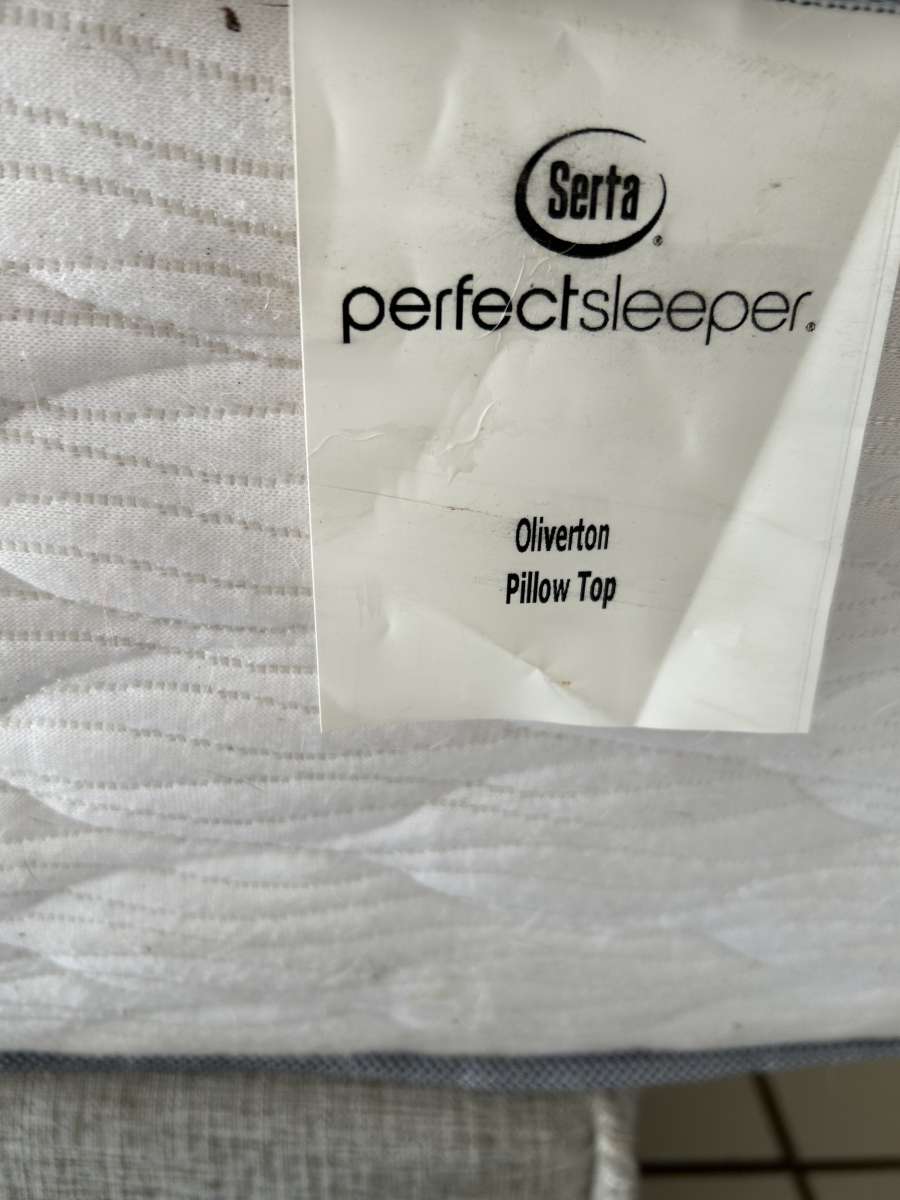 Serta®
perfectsleeper®
Oliverton
Pillow Top